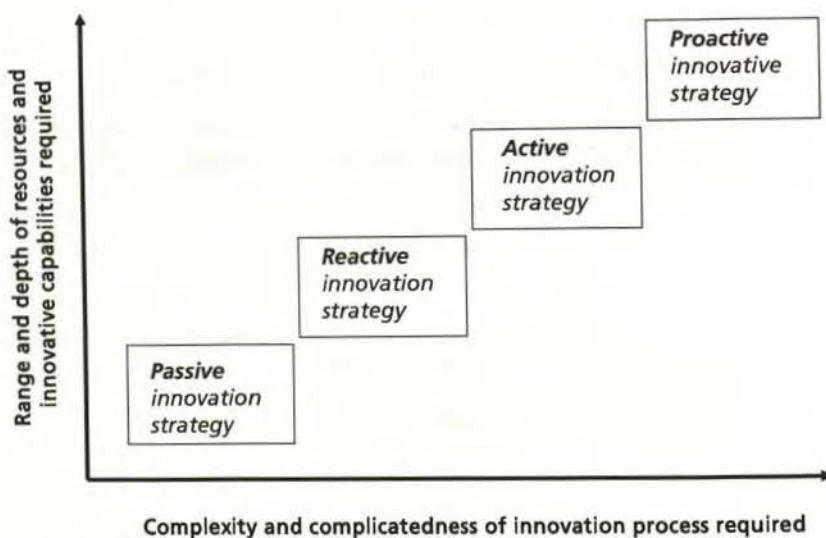 Range and depth of resources and
innovative capabilities required
Proactive
innovative
strategy
Active
innovation
strategy
Reactive
innovation
strategy
Passive
innovation
strategy
Complexity and complicatedness of innovation process required